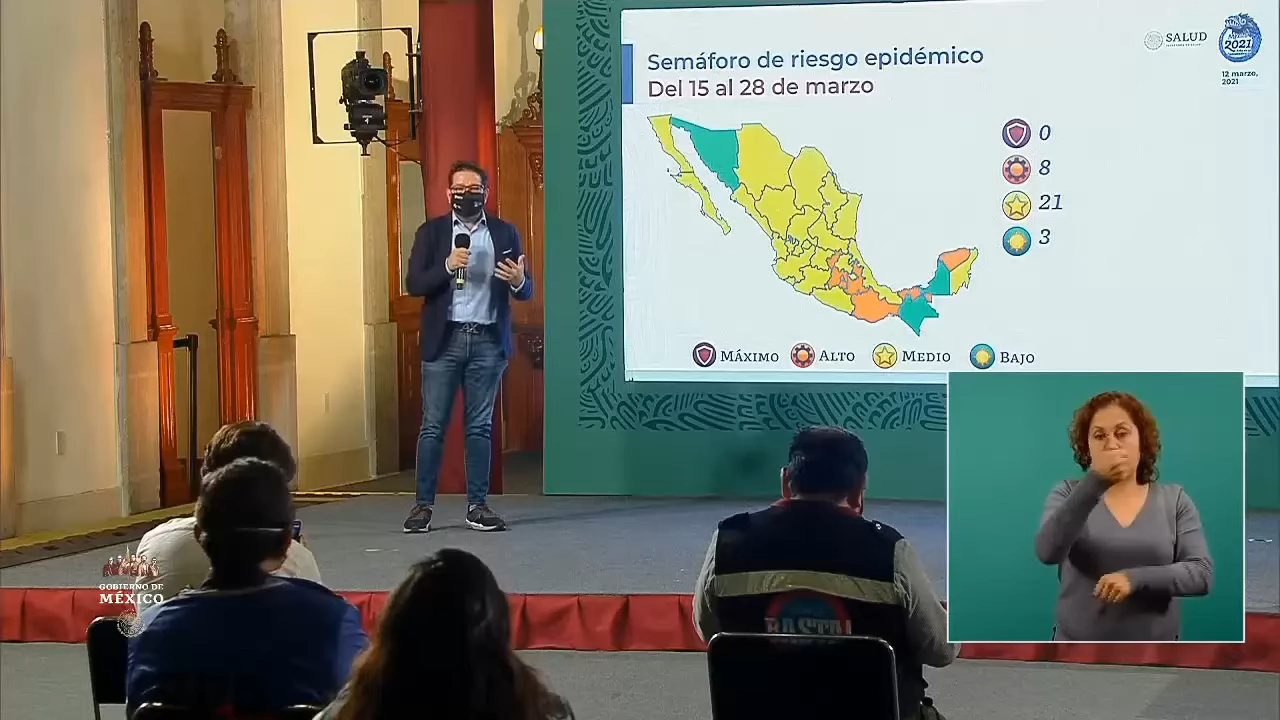 Semáforo de riesgo epidémico
Del 15 al 28 de marzo
SALUD
2021
12 marzo,
2021
0
8
21
3
MÁXIMO
ALTO
MEDIO
BAJO
GOBIERNO DE
MÉXICO
BASTA!